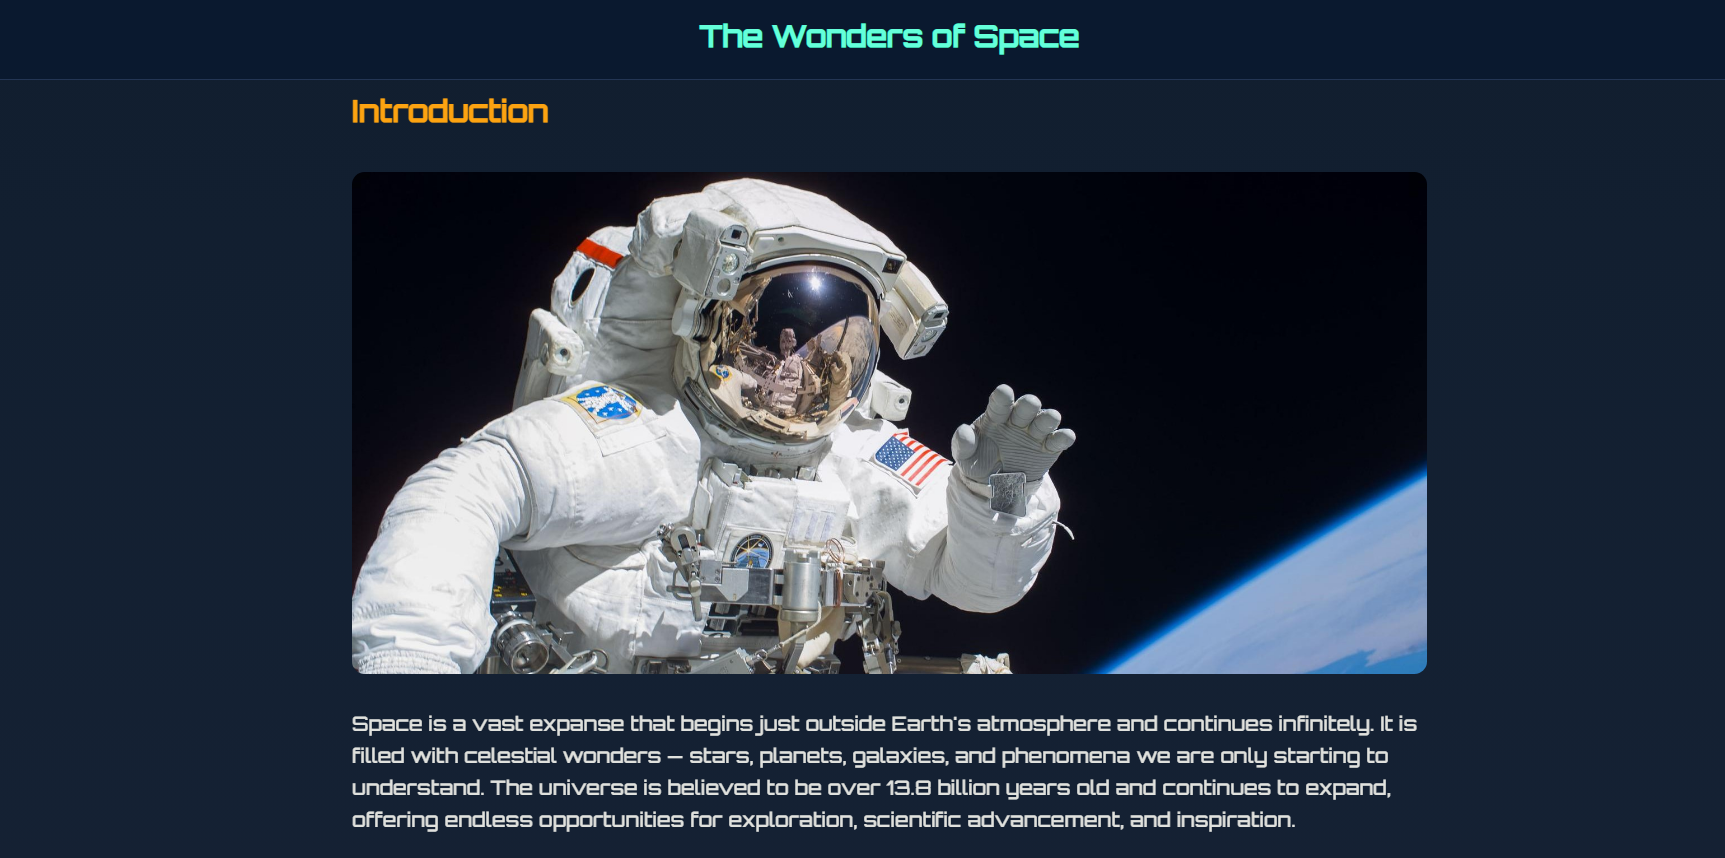 The Wonders of Space
Introduction
Space is a vast expanse that begins just outside Earth's atmosphere and continues infinitely. It is
filled with celestial wonders — stars, planets, galaxies, and phenomena we are only starting to
understand. The universe is believed to be over 13.8 billion years old and continues to expand,
offering endless opportunities for exploration, scientific advancement, and inspiration.